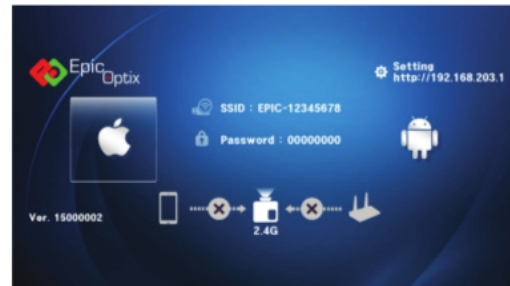 Epic
Optix
Setting
http://192.168.203.1
SSID : EPIC-12345678
Password : 00000000
Ver. 15000002
2.4G